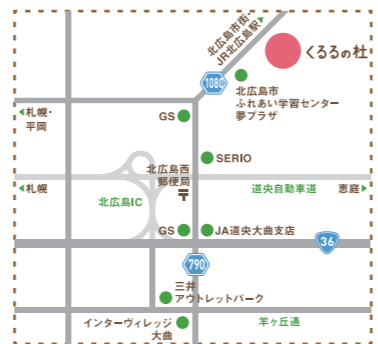 北広島市街・
JR北広島駅
くるるの杜
1080
北広島市
ふれあい学習センター
夢プラザ
札幌・
平岡
GS
SERIO
北広島西
郵便局
札幌
道央自動車道
恵庭
北広島IC
GS
JA道央大曲支店
36
790
三井
アウトレットパーク
インターヴィレッジ
大曲
羊ヶ丘通